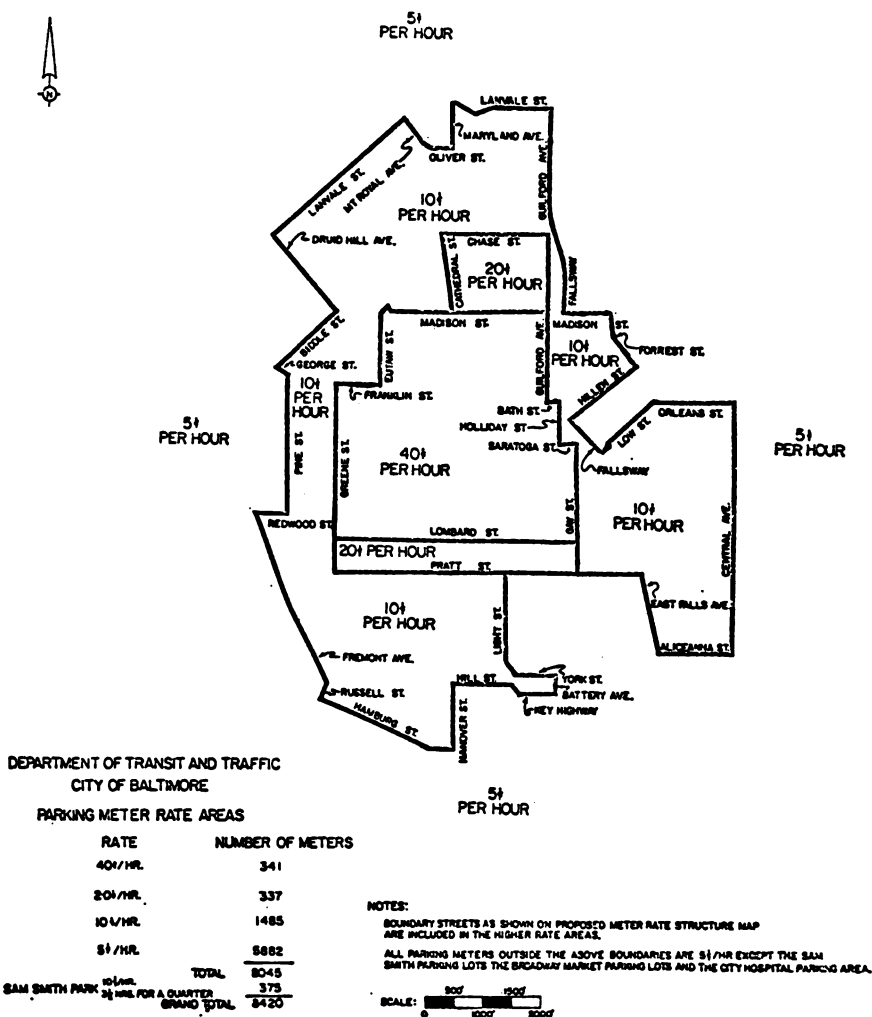 5¢
PER HOUR
N
LANVALE ST.
MARYLAND AVE.
OLIVER ST.
MT ROYAL AVE.
LANVALE ST.
GUILFORD AVE.
10¢
PER HOUR
DRUID HILL AVE.
CHASE ST.
CATHEDRAL ST.
20¢
PER HOUR
FALLSWAY
MADISON ST.
MADISON ST.
BIDDLE ST.
EUTAW ST.
GUILFORD AVE.
10¢
PER HOUR
FORREST ST.
GEORGE ST.
10¢
PER
HOUR
FRANKLIN ST.
HILLEN ST.
BATH ST.
HOLLIDAY ST
SARATOGA ST.
LOW ST.
ORLEANS ST.
5¢
PER HOUR
5¢
PER HOUR
PINE ST.
GREENE ST.
40¢
PER HOUR
FALLSWAY
GAY ST.
10¢
PER HOUR
CENTRAL AVE.
REDWOOD ST.
LOMBARD ST.
20¢ PER HOUR
PRATT ST.
EAST FALLS AVE.
10¢
PER HOUR
LIGHT ST.
ALICEANNA ST.
FREMONT AVE.
HILL ST.
YORK ST.
BATTERY AVE.
KEY HIGHWAY
RUSSELL ST.
HAMBURG ST.
HANOVER ST.
5¢
PER HOUR
DEPARTMENT OF TRANSIT AND TRAFFIC
CITY OF BALTIMORE
PARKING METER RATE AREAS
RATE NUMBER OF METERS
40¢/HR. 341
20¢/HR. 337
10¢/HR. 1485
5¢/HR. 5882
TOTAL 8045
SAM SMITH PARK 10¢/HR. 375
3½ HRS. FOR A QUARTER
GRAND TOTAL 8420
NOTES:
BOUNDARY STREETS AS SHOWN ON PROPOSED METER RATE STRUCTURE MAP
ARE INCLUDED IN THE HIGHER RATE AREAS.
ALL PARKING METERS OUTSIDE THE ABOVE BOUNDARIES ARE 5¢/HR EXCEPT THE SAM
SMITH PARKING LOTS THE BROADWAY MARKET PARKING LOTS AND THE CITY HOSPITAL PARKING AREA.
SCALE: 500' 1500'
0 1000' 2000'